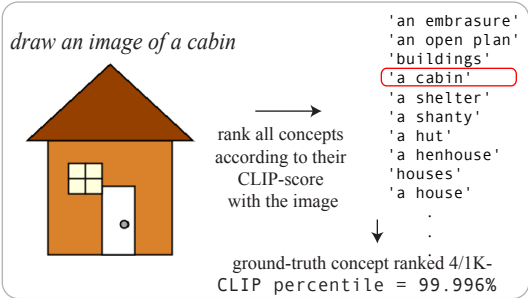 draw an image of a cabin
rank all concepts
according to their
CLIP-score
with the image
'an embrasure'
'an open plan'
'buildings'
'a cabin'
'a shelter'
'a shanty'
'a hut'
'a henhouse'
'houses'
'a house'
.
.
.
ground-truth concept ranked 4/1K-
CLIP percentile = 99.996%